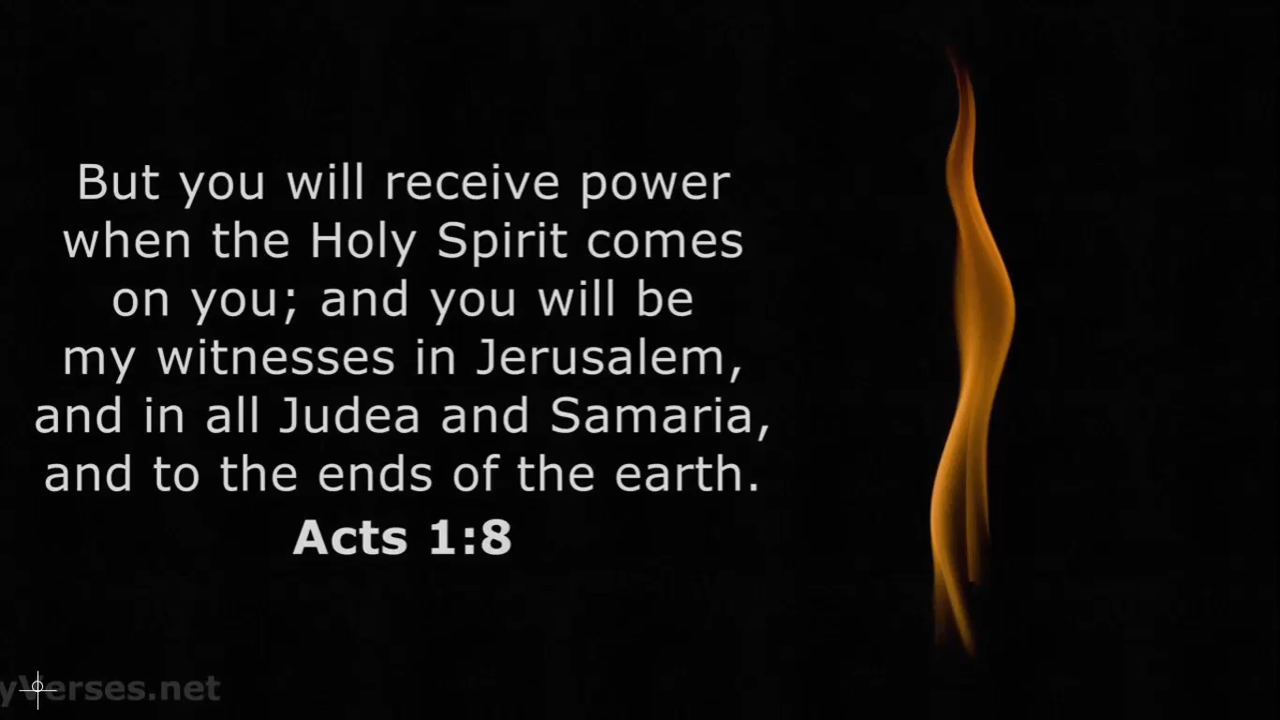 But you will receive power
when the Holy Spirit comes
on you; and you will be
my witnesses in Jerusalem,
and in all Judea and Samaria,
and to the ends of the earth.
Acts 1:8
yVerses.net